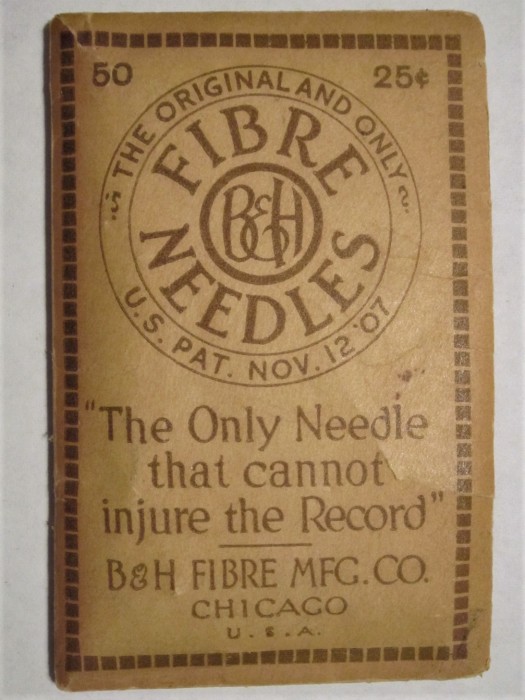 50 25¢
THE ORIGINAL AND ONLY
FIBRE
B&H
NEEDLES
U.S. PAT. NOV. 12 '07
"The Only Needle
that cannot
injure the Record"
B&H FIBRE MFG. CO.
CHICAGO
U.S.A.